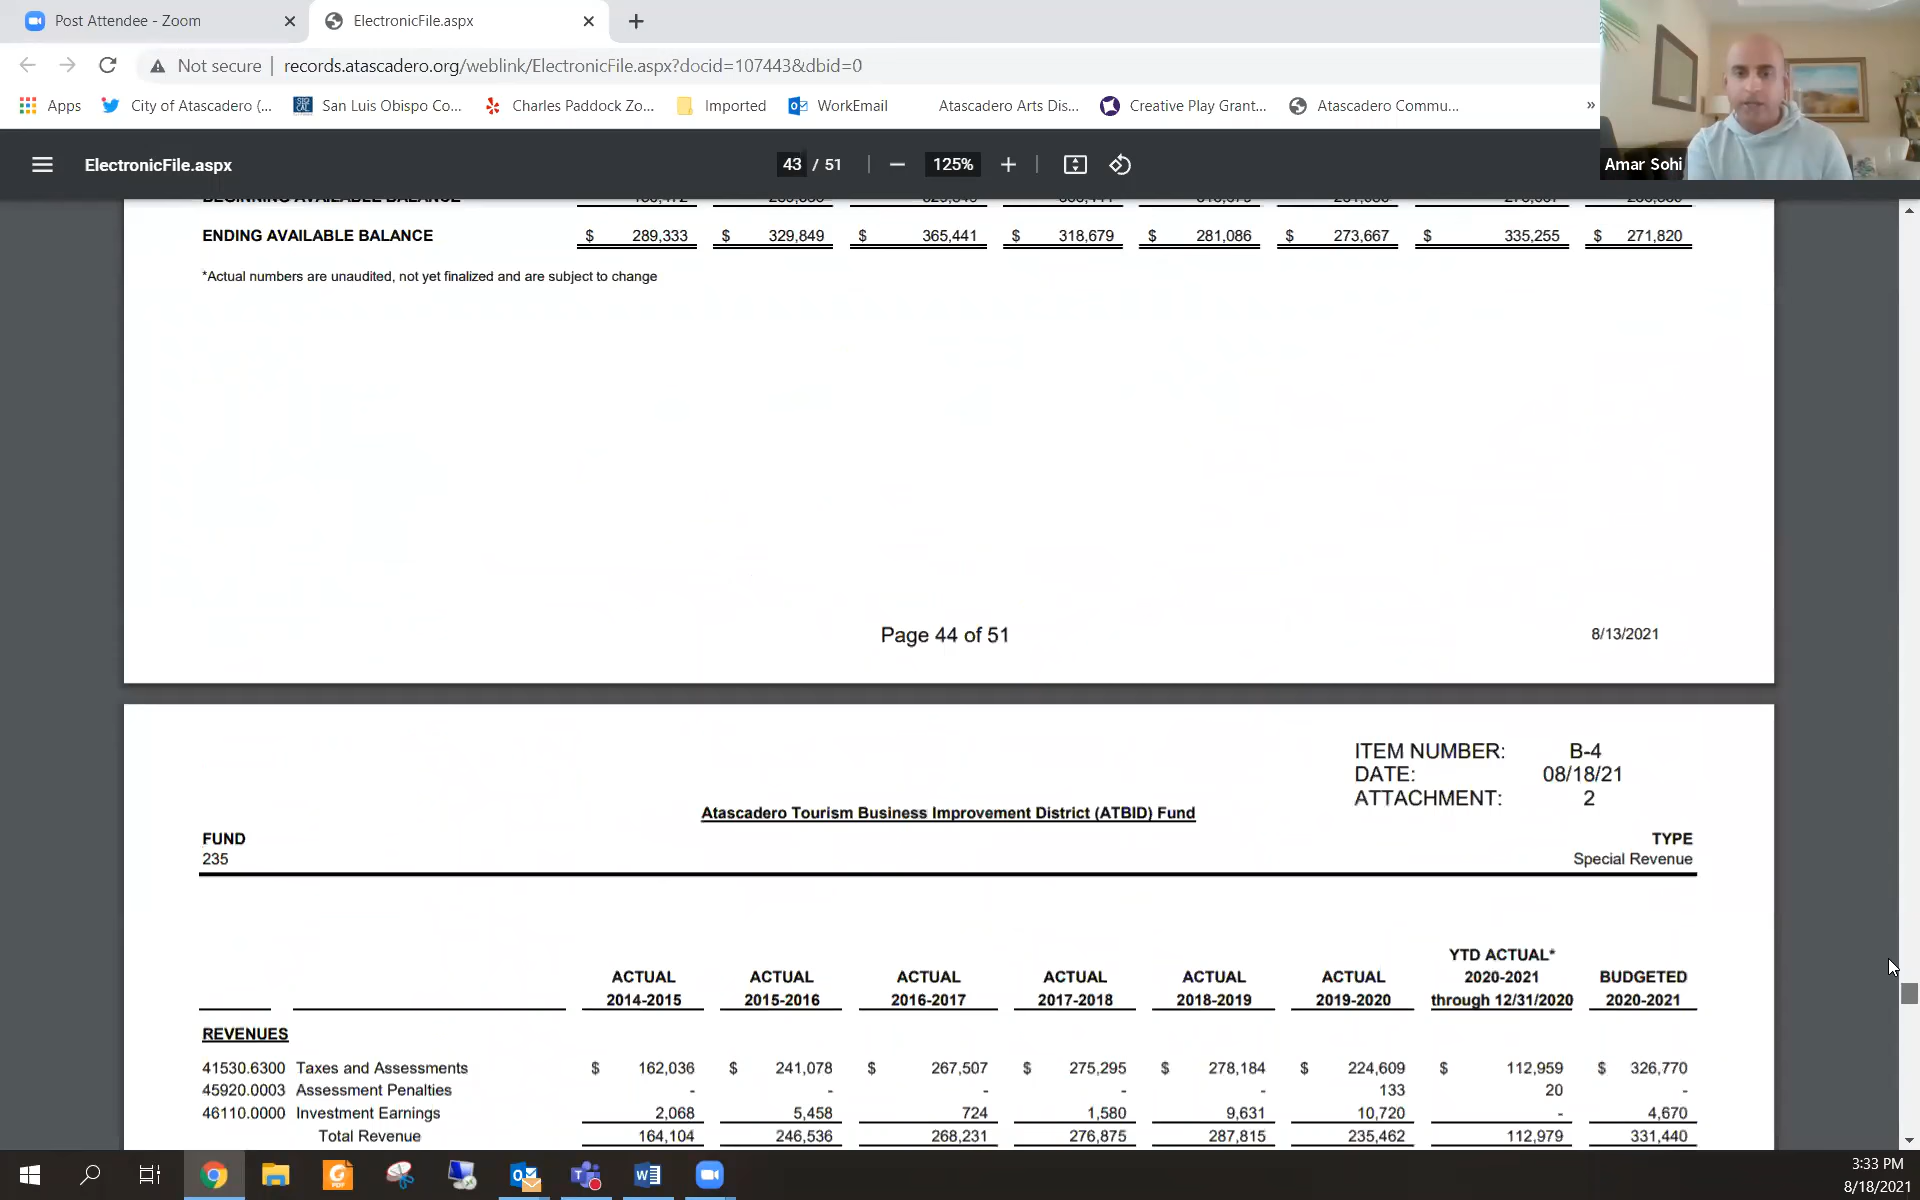 Post Attendee - Zoom
ElectronicFile.aspx
Not secure | records.atascadero.org/weblink/ElectronicFile.aspx?docid=107443&dbid=0
Apps City of Atascadero (... San Luis Obispo Co... Charles Paddock Zo... Imported WorkEmail Atascadero Arts Dis... Creative Play Grant... Atascadero Commu... »
ElectronicFile.aspx 43 / 51 125%
Amar Sohi
BEGINNING AVAILABLE BALANCE
ENDING AVAILABLE BALANCE $ 289,333 $ 329,849 $ 365,441 $ 318,679 $ 281,086 $ 273,667 $ 335,255 $ 271,820
*Actual numbers are unaudited, not yet finalized and are subject to change
Page 44 of 51
8/13/2021
ITEM NUMBER: B-4
DATE: 08/18/21
ATTACHMENT: 2
Atascadero Tourism Business Improvement District (ATBID) Fund
FUND TYPE
235 Special Revenue
YTD ACTUAL*
ACTUAL ACTUAL ACTUAL ACTUAL ACTUAL ACTUAL 2020-2021 BUDGETED
2014-2015 2015-2016 2016-2017 2017-2018 2018-2019 2019-2020 through 12/31/2020 2020-2021
REVENUES
41530.6300 Taxes and Assessments $ 162,036 $ 241,078 $ 267,507 $ 275,295 $ 278,184 $ 224,609 $ 112,959 $ 326,770
45920.0003 Assessment Penalties - - - - - 133 20 -
46110.0000 Investment Earnings 2,068 5,458 724 1,580 9,631 10,720 - 4,670
Total Revenue 164,104 246,536 268,231 276,875 287,815 235,462 112,979 331,440
3:33 PM
8/18/2021